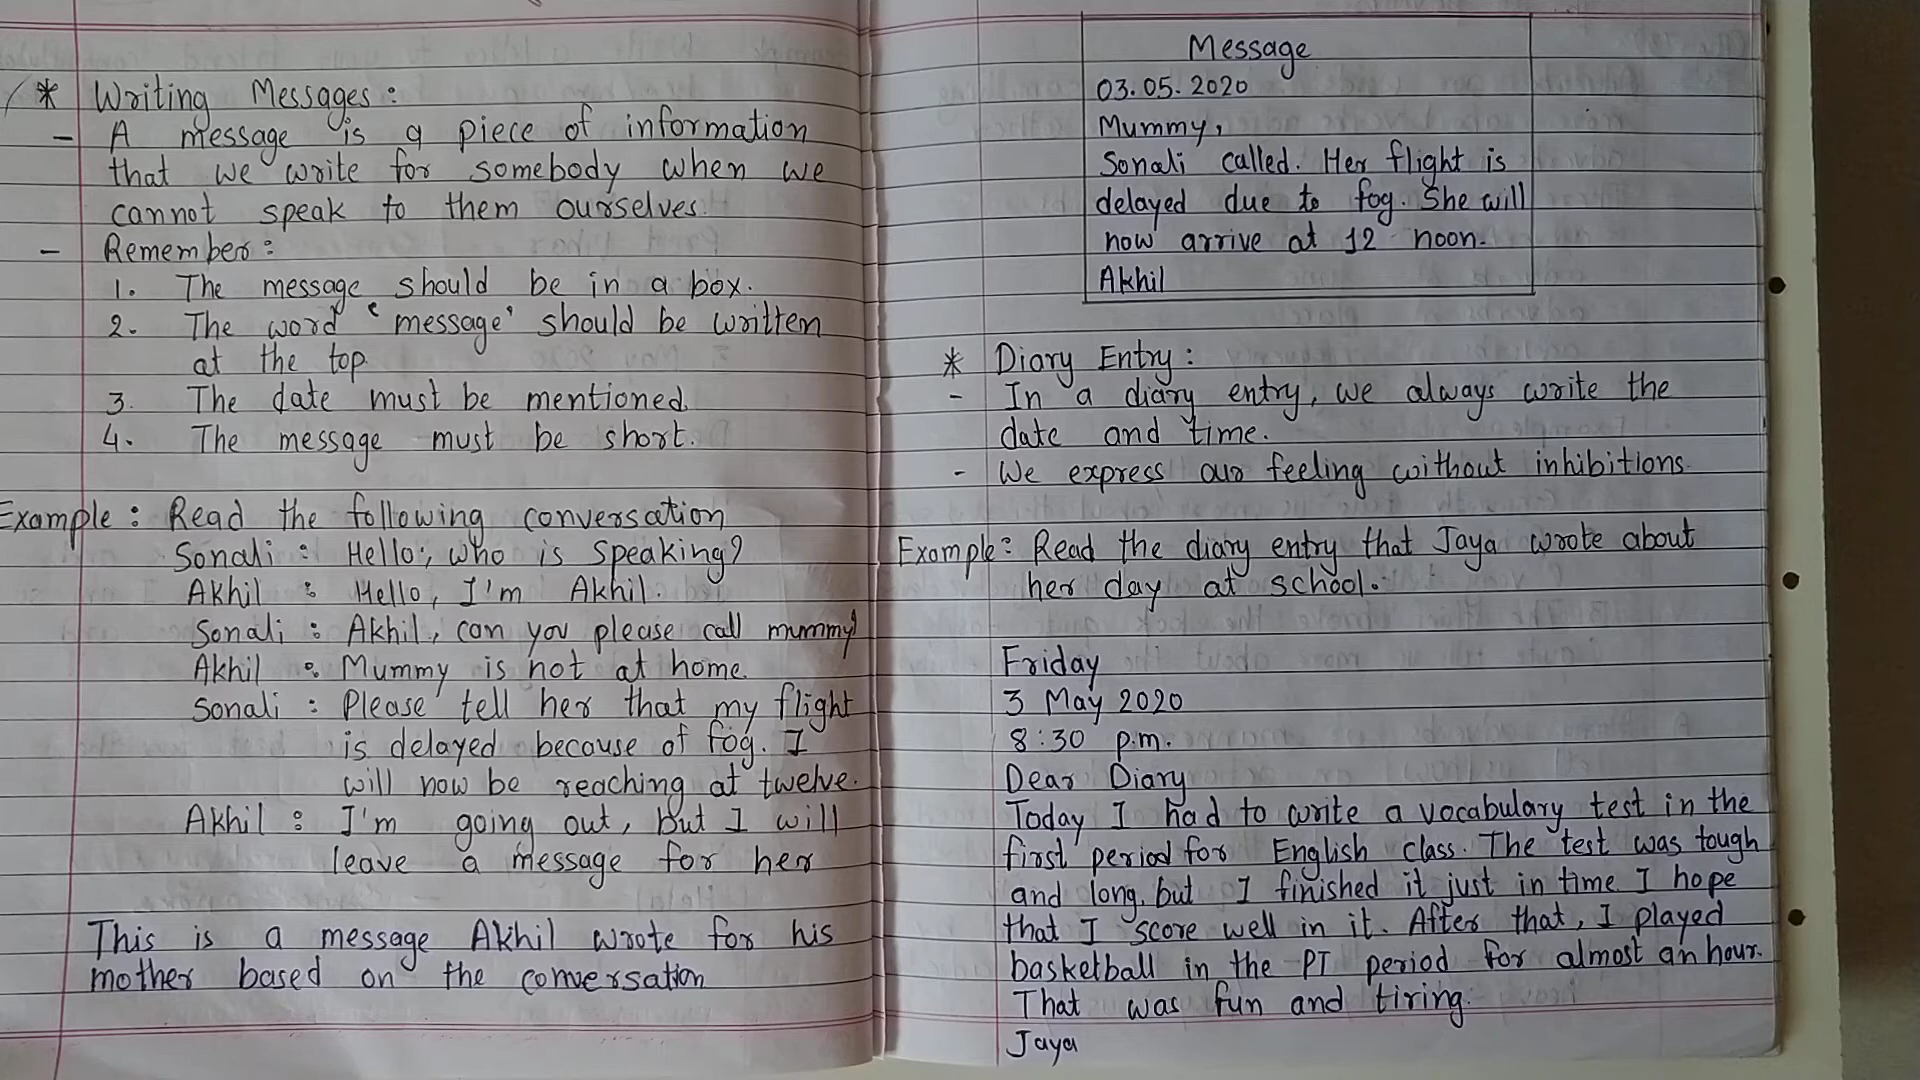 * Writing Messages:
- A message is a piece of information
that we write for somebody when we
cannot speak to them ourselves.
- Remember:
1. The message should be in a box.
2. The word 'message' should be written
at the top.
3. The date must be mentioned.
4. The message must be short.
Example: Read the following conversation
Sonali : Hello, who is speaking?
Akhil : Hello, I'm Akhil.
Sonali : Akhil, can you please call mummy?
Akhil : Mummy is not at home.
Sonali : Please tell her that my flight
is delayed because of fog. I
will now be reaching at twelve.
Akhil : I'm going out, but I will
leave a message for her
This is a message Akhil wrote for his
mother based on the conversation
Message
03.05.2020
Mummy,
Sonali called. Her flight is
delayed due to fog. She will
now arrive at 12 noon.
Akhil
* Diary Entry:
- In a diary entry, we always write the
date and time.
- We express our feeling without inhibitions.
Example: Read the diary entry that Jaya wrote about
her day at school.
Friday
3 May 2020
8:30 p.m.
Dear Diary
Today I had to write a vocabulary test in the
first period for English class. The test was tough
and long, but I finished it just in time. I hope
that I score well in it. After that, I played
basketball in the PT period for almost an hour.
That was fun and tiring.
Jaya